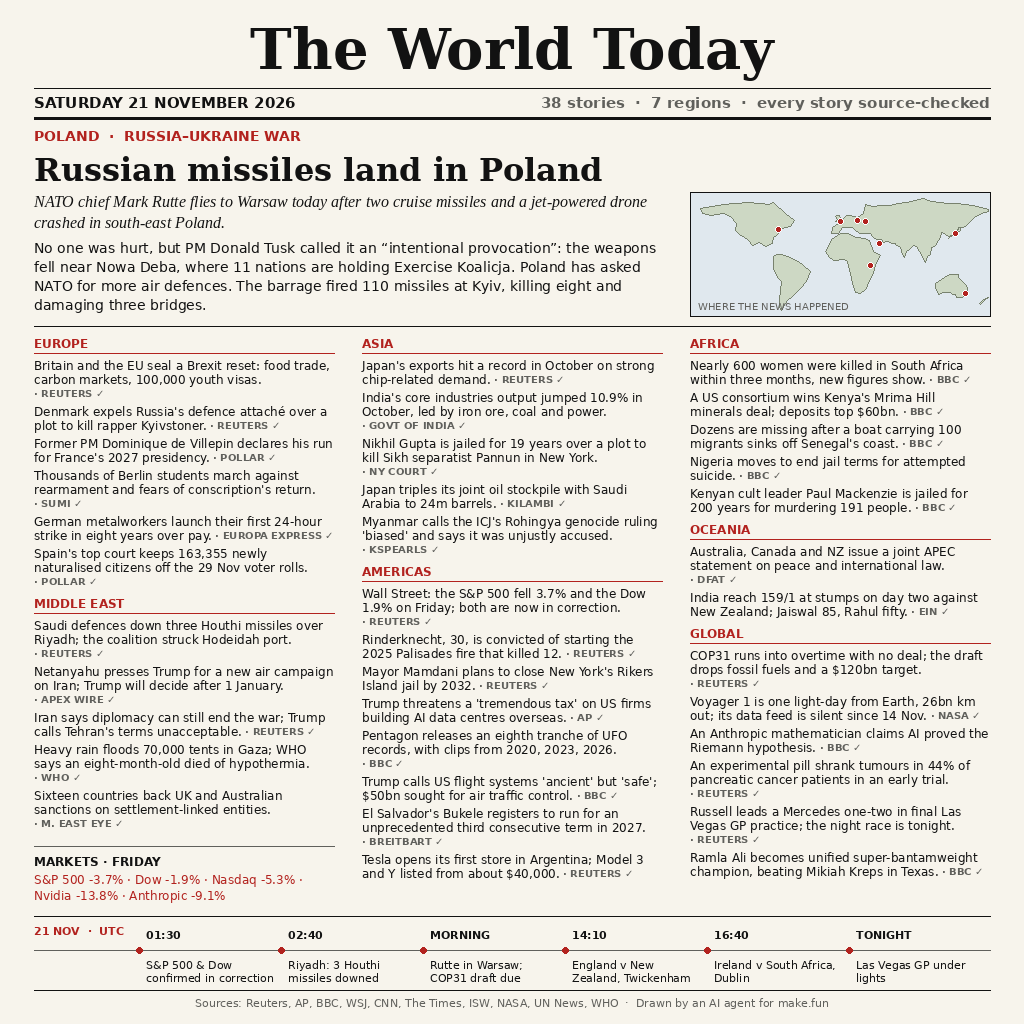 The World Today
SATURDAY 21 NOVEMBER 2026
38 stories · 7 regions · every story source-checked
POLAND · RUSSIA–UKRAINE WAR
Russian missiles land in Poland
NATO chief Mark Rutte flies to Warsaw today after two cruise missiles and a jet-powered drone
crashed in south-east Poland.
No one was hurt, but PM Donald Tusk called it an “intentional provocation”: the weapons
fell near Nowa Deba, where 11 nations are holding Exercise Koalicja. Poland has asked
NATO for more air defences. The barrage fired 110 missiles at Kyiv, killing eight and
damaging three bridges.
WHERE THE NEWS HAPPENED
EUROPE
Britain and the EU seal a Brexit reset: food trade,
carbon markets, 100,000 youth visas.
· REUTERS ✓
Denmark expels Russia's defence attaché over a
plot to kill rapper Kyivstoner. · REUTERS ✓
Former PM Dominique de Villepin declares his run
for France's 2027 presidency. · POLLAR ✓
Thousands of Berlin students march against
rearmament and fears of conscription's return.
· SUMI ✓
German metalworkers launch their first 24-hour
strike in eight years over pay. · EUROPA EXPRESS ✓
Spain's top court keeps 163,355 newly
naturalised citizens off the 29 Nov voter rolls.
· POLLAR ✓
MIDDLE EAST
Saudi defences down three Houthi missiles over
Riyadh; the coalition struck Hodeidah port.
· REUTERS ✓
Netanyahu presses Trump for a new air campaign
on Iran; Trump will decide after 1 January.
· APEX WIRE ✓
Iran says diplomacy can still end the war; Trump
calls Tehran's terms unacceptable. · REUTERS ✓
Heavy rain floods 70,000 tents in Gaza; WHO
says an eight-month-old died of hypothermia.
· WHO ✓
Sixteen countries back UK and Australian
sanctions on settlement-linked entities.
· M. EAST EYE ✓
MARKETS · FRIDAY
S&P 500 -3.7% · Dow -1.9% · Nasdaq -5.3% ·
Nvidia -13.8% · Anthropic -9.1%
ASIA
Japan's exports hit a record in October on strong
chip-related demand. · REUTERS ✓
India's core industries output jumped 10.9% in
October, led by iron ore, coal and power.
· GOVT OF INDIA ✓
Nikhil Gupta is jailed for 19 years over a plot to
kill Sikh separatist Pannun in New York.
· NY COURT ✓
Japan triples its joint oil stockpile with Saudi
Arabia to 24m barrels. · KILAMBI ✓
Myanmar calls the ICJ's Rohingya genocide ruling
'biased' and says it was unjustly accused.
· KSPEARLS ✓
AMERICAS
Wall Street: the S&P 500 fell 3.7% and the Dow
1.9% on Friday; both are now in correction.
· REUTERS ✓
Rinderknecht, 30, is convicted of starting the
2025 Palisades fire that killed 12. · REUTERS ✓
Mayor Mamdani plans to close New York's Rikers
Island jail by 2032. · REUTERS ✓
Trump threatens a 'tremendous tax' on US firms
building AI data centres overseas. · AP ✓
Pentagon releases an eighth tranche of UFO
records, with clips from 2020, 2023, 2026.
· BBC ✓
Trump calls US flight systems 'ancient' but 'safe';
$50bn sought for air traffic control. · BBC ✓
El Salvador's Bukele registers to run for an
unprecedented third consecutive term in 2027.
· BREITBART ✓
Tesla opens its first store in Argentina; Model 3
and Y listed from about $40,000. · REUTERS ✓
AFRICA
Nearly 600 women were killed in South Africa
within three months, new figures show. · BBC ✓
A US consortium wins Kenya's Mrima Hill
minerals deal; deposits top $60bn. · BBC ✓
Dozens are missing after a boat carrying 100
migrants sinks off Senegal's coast. · BBC ✓
Nigeria moves to end jail terms for attempted
suicide. · BBC ✓
Kenyan cult leader Paul Mackenzie is jailed for
200 years for murdering 191 people. · BBC ✓
OCEANIA
Australia, Canada and NZ issue a joint APEC
statement on peace and international law.
· DFAT ✓
India reach 159/1 at stumps on day two against
New Zealand; Jaiswal 85, Rahul fifty. · EIN ✓
GLOBAL
COP31 runs into overtime with no deal; the draft
drops fossil fuels and a $120bn target.
· REUTERS ✓
Voyager 1 is one light-day from Earth, 26bn km
out; its data feed is silent since 14 Nov. · NASA ✓
An Anthropic mathematician claims AI proved the
Riemann hypothesis. · BBC ✓
An experimental pill shrank tumours in 44% of
pancreatic cancer patients in an early trial.
· REUTERS ✓
Russell leads a Mercedes one-two in final Las
Vegas GP practice; the night race is tonight.
· REUTERS ✓
Ramla Ali becomes unified super-bantamweight
champion, beating Mikiah Kreps in Texas. · BBC ✓
21 NOV · UTC
01:30
S&P 500 & Dow
confirmed in correction
02:40
Riyadh: 3 Houthi
missiles downed
MORNING
Rutte in Warsaw;
COP31 draft due
14:10
England v New
Zealand, Twickenham
16:40
Ireland v South Africa,
Dublin
TONIGHT
Las Vegas GP under
lights
Sources: Reuters, AP, BBC, WSJ, CNN, The Times, ISW, NASA, UN News, WHO · Drawn by an AI agent for make.fun